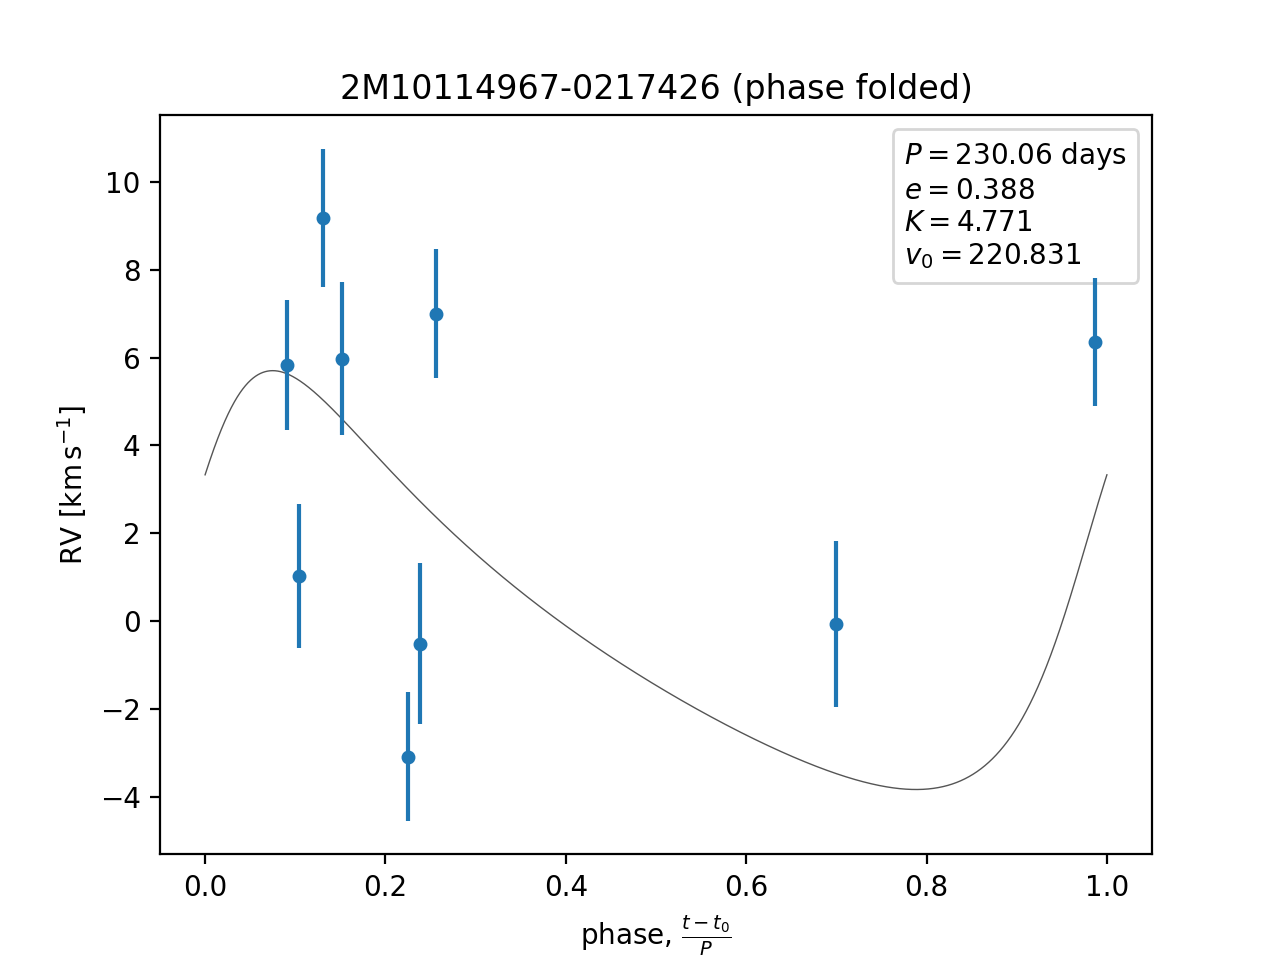 2M10114967-0217426 (phase folded)
P = 230.06 days
e = 0.388
K = 4.771
v₀ = 220.831
10
8
6
4
2
0
−2
−4
RV [km s⁻¹]
0.0 0.2 0.4 0.6 0.8 1.0
phase, (t − t₀)/P